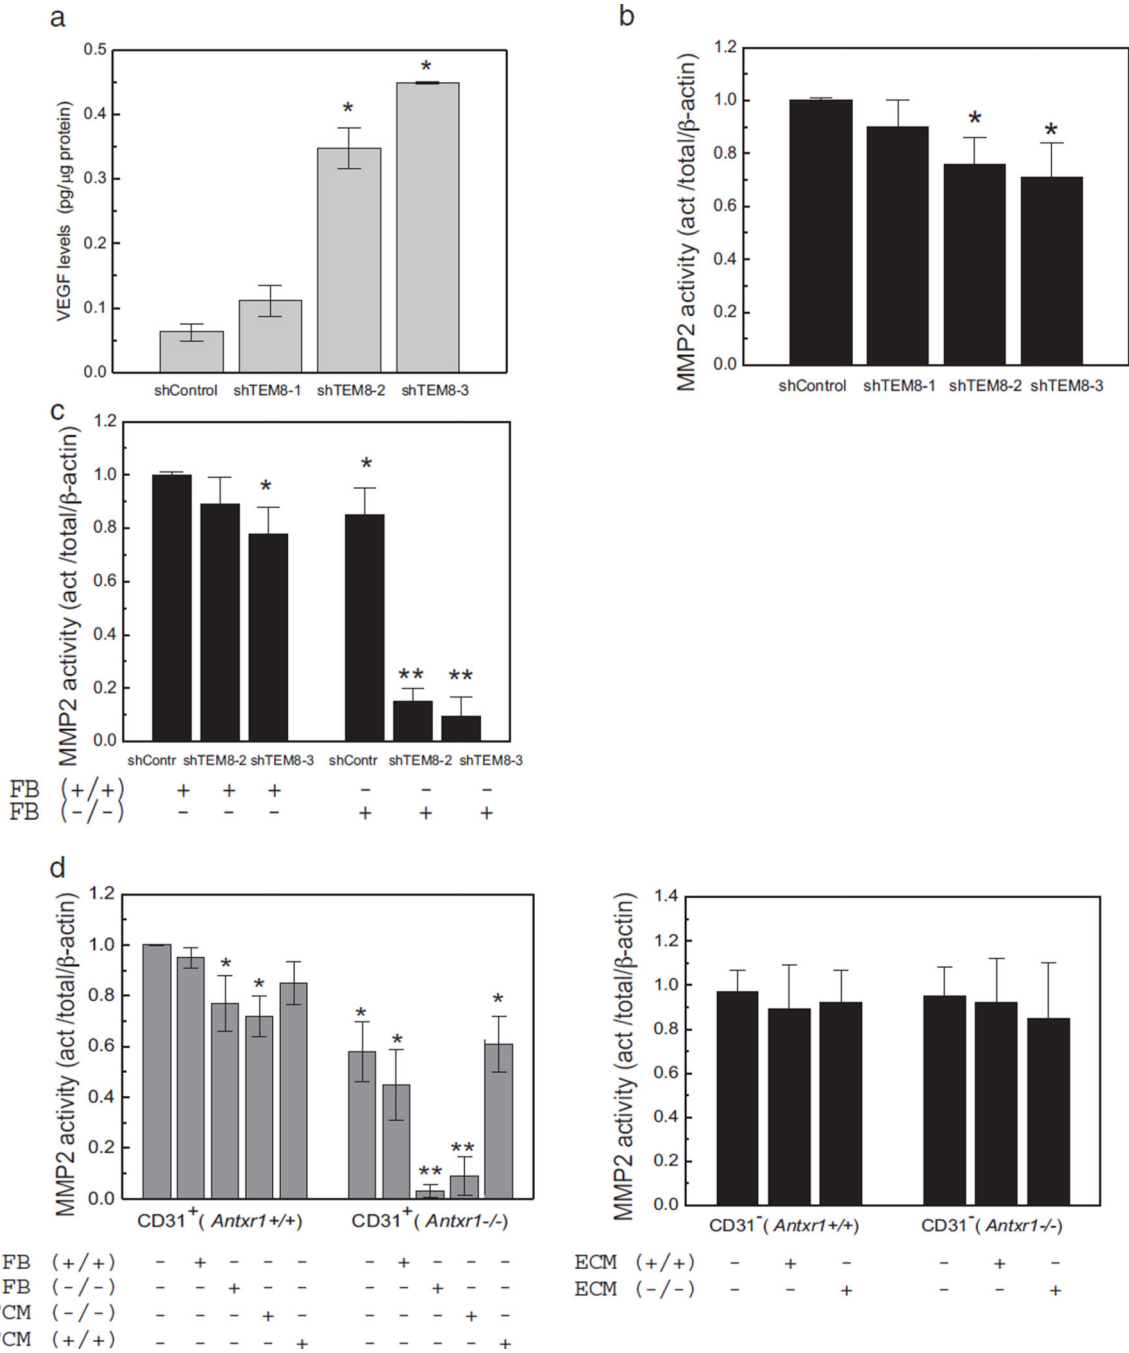 a
0.5
0.4
0.3
0.2
0.1
0.0
VEGF levels (pg/μg protein)
*
*
shControl shTEM8-1 shTEM8-2 shTEM8-3
b
1.2
1.0
0.8
0.6
0.4
0.2
0.0
MMP2 activity (act /total/β-actin)
*
*
shControl shTEM8-1 shTEM8-2 shTEM8-3
c
1.2
1.0
0.8
0.6
0.4
0.2
0.0
MMP2 activity (act /total/β-actin)
*
*
**
**
shContr shTEM8-2 shTEM8-3 shContr shTEM8-2 shTEM8-3
FB (+/+) + + + - - -
FB (-/-) - - - + + +
d
1.2
1.0
0.8
0.6
0.4
0.2
0.0
MMP2 activity (act /total/β-actin)
*
*
*
*
**
**
*
CD31+( Antxr1+/+) CD31+( Antxr1-/-)
FB (+/+) - + - - - - + - - -
FB (-/-) - - + - - - - + - -
CM (-/-) - - - + - - - - + -
CM (+/+) - - - - + - - - - +
1.4
1.2
1.0
0.8
0.6
0.4
0.2
0.0
MMP2 activity (act /total/β-actin)
CD31-( Antxr1+/+) CD31-( Antxr1-/-)
ECM (+/+) - + - - + -
ECM (-/-) - - + - - +